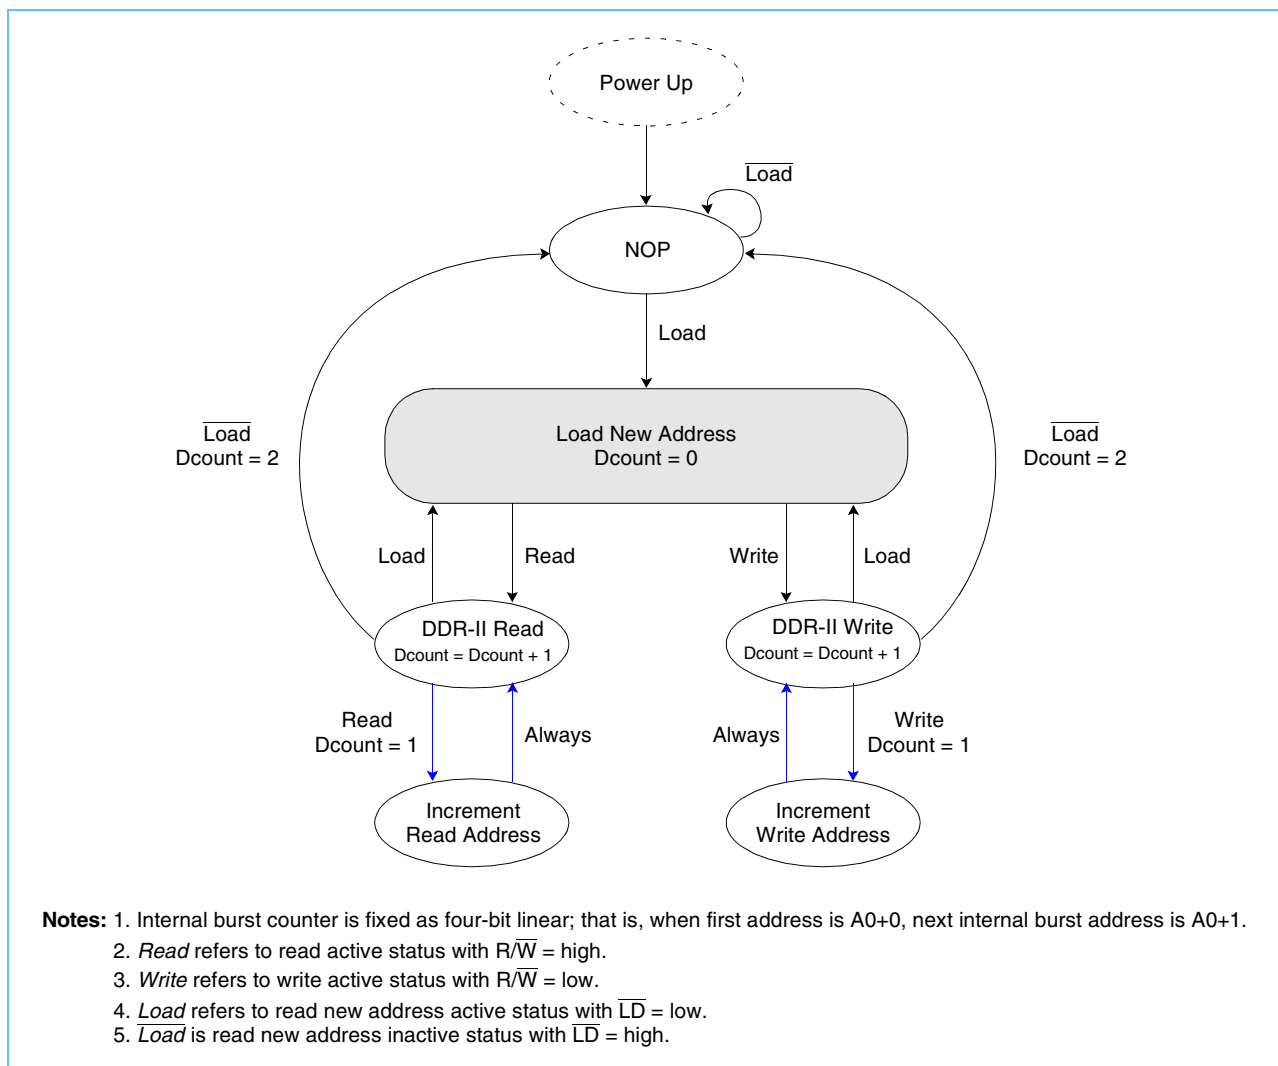 Power Up
Load
NOP
Load
Load New Address
Dcount = 0
Load
Dcount = 2
Load
Dcount = 2
Load
Read
Write
Load
DDR-II Read
Dcount = Dcount + 1
DDR-II Write
Dcount = Dcount + 1
Read
Dcount = 1
Always
Always
Write
Dcount = 1
Increment
Read Address
Increment
Write Address
Notes: 1. Internal burst counter is fixed as four-bit linear; that is, when first address is A0+0, next internal burst address is A0+1.
2. Read refers to read active status with R/W̅ = high.
3. Write refers to write active status with R/W̅ = low.
4. Load refers to read new address active status with L̅D̅ = low.
5. L̅o̅a̅d̅ is read new address inactive status with L̅D̅ = high.